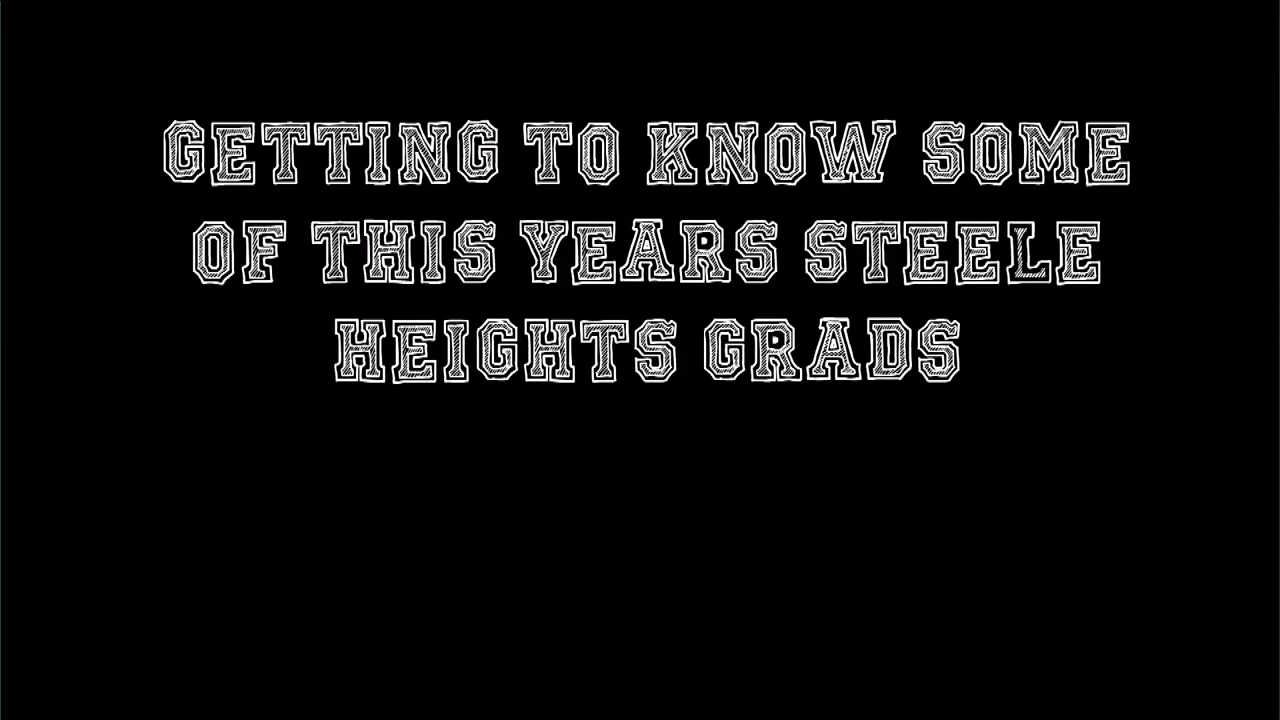 GETTING TO KNOW SOME
OF THIS YEARS STEELE
HEIGHTS GRADS